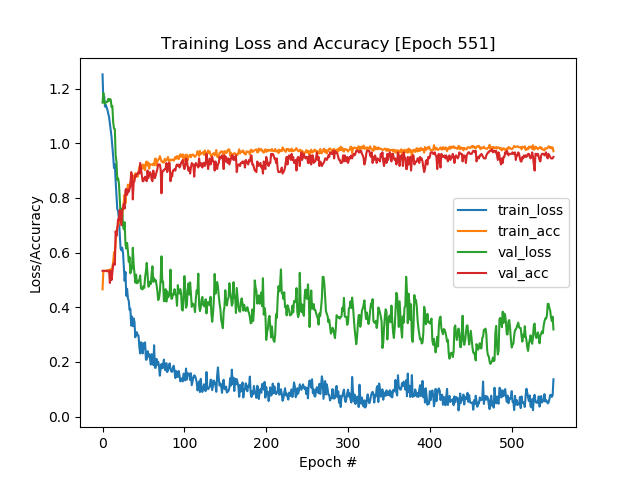 Training Loss and Accuracy [Epoch 551]
Loss/Accuracy
1.2
1.0
0.8
0.6
0.4
0.2
0.0
train_loss
train_acc
val_loss
val_acc
0 100 200 300 400 500
Epoch #